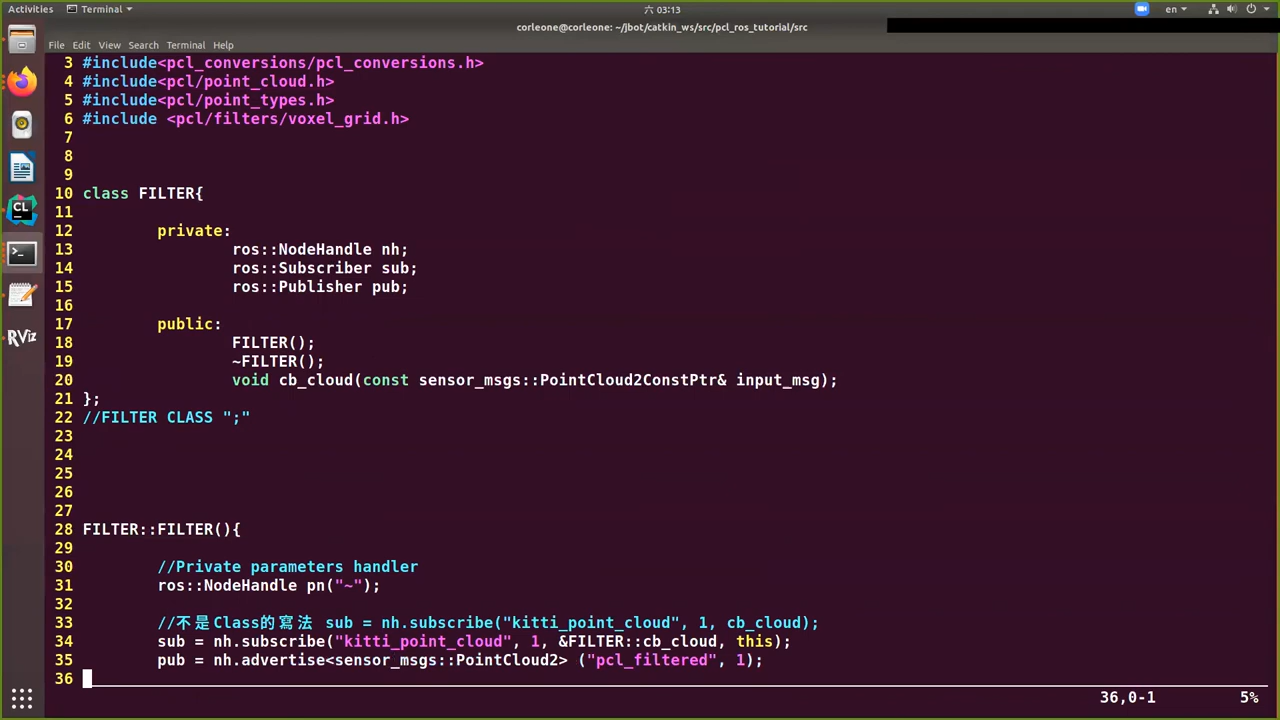 Activities Terminal 六 03:13 en
corleone@corleone: ~/jbot/catkin_ws/src/pcl_ros_tutorial/src
File Edit View Search Terminal Help
3 #include<pcl_conversions/pcl_conversions.h>
4 #include<pcl/point_cloud.h>
5 #include<pcl/point_types.h>
6 #include <pcl/filters/voxel_grid.h>
7
8
9
10 class FILTER{
11
12 private:
13 ros::NodeHandle nh;
14 ros::Subscriber sub;
15 ros::Publisher pub;
16
17 public:
18 FILTER();
19 ~FILTER();
20 void cb_cloud(const sensor_msgs::PointCloud2ConstPtr& input_msg);
21 };
22 //FILTER CLASS ";"
23
24
25
26
27
28 FILTER::FILTER(){
29
30 //Private parameters handler
31 ros::NodeHandle pn("~");
32
33 //不是Class的寫法 sub = nh.subscribe("kitti_point_cloud", 1, cb_cloud);
34 sub = nh.subscribe("kitti_point_cloud", 1, &FILTER::cb_cloud, this);
35 pub = nh.advertise<sensor_msgs::PointCloud2> ("pcl_filtered", 1);
36
36,0-1 5%
CL
RViz